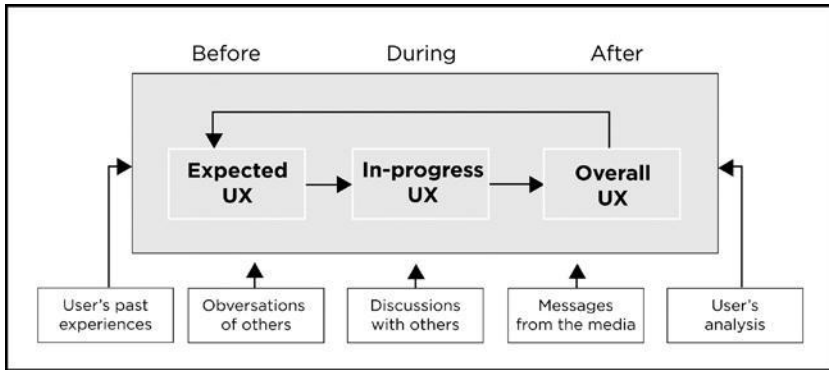 Before During After
Expected UX
In-progress UX
Overall UX
User's past experiences
Obversations of others
Discussions with others
Messages from the media
User's analysis